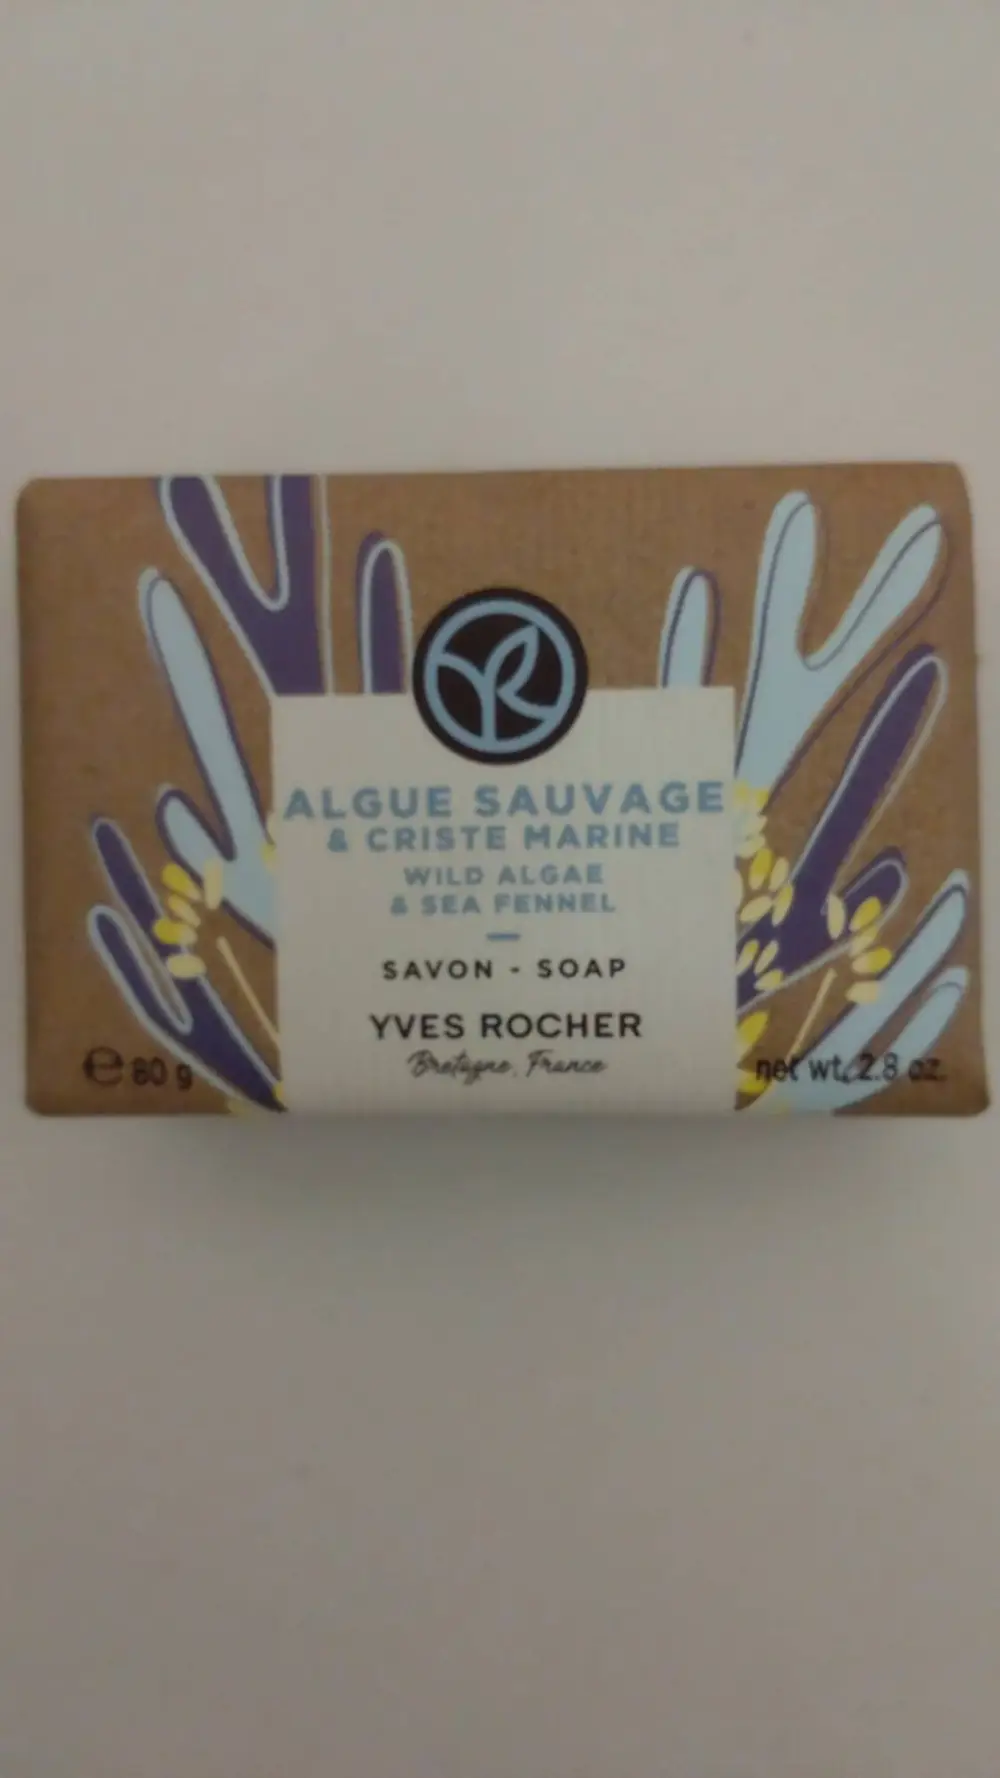 YR
ALGUE SAUVAGE
& CRISTE MARINE
WILD ALGAE
& SEA FENNEL
SAVON - SOAP
YVES ROCHER
Bretagne, France
℮ 80 g
net wt. 2.8 oz.